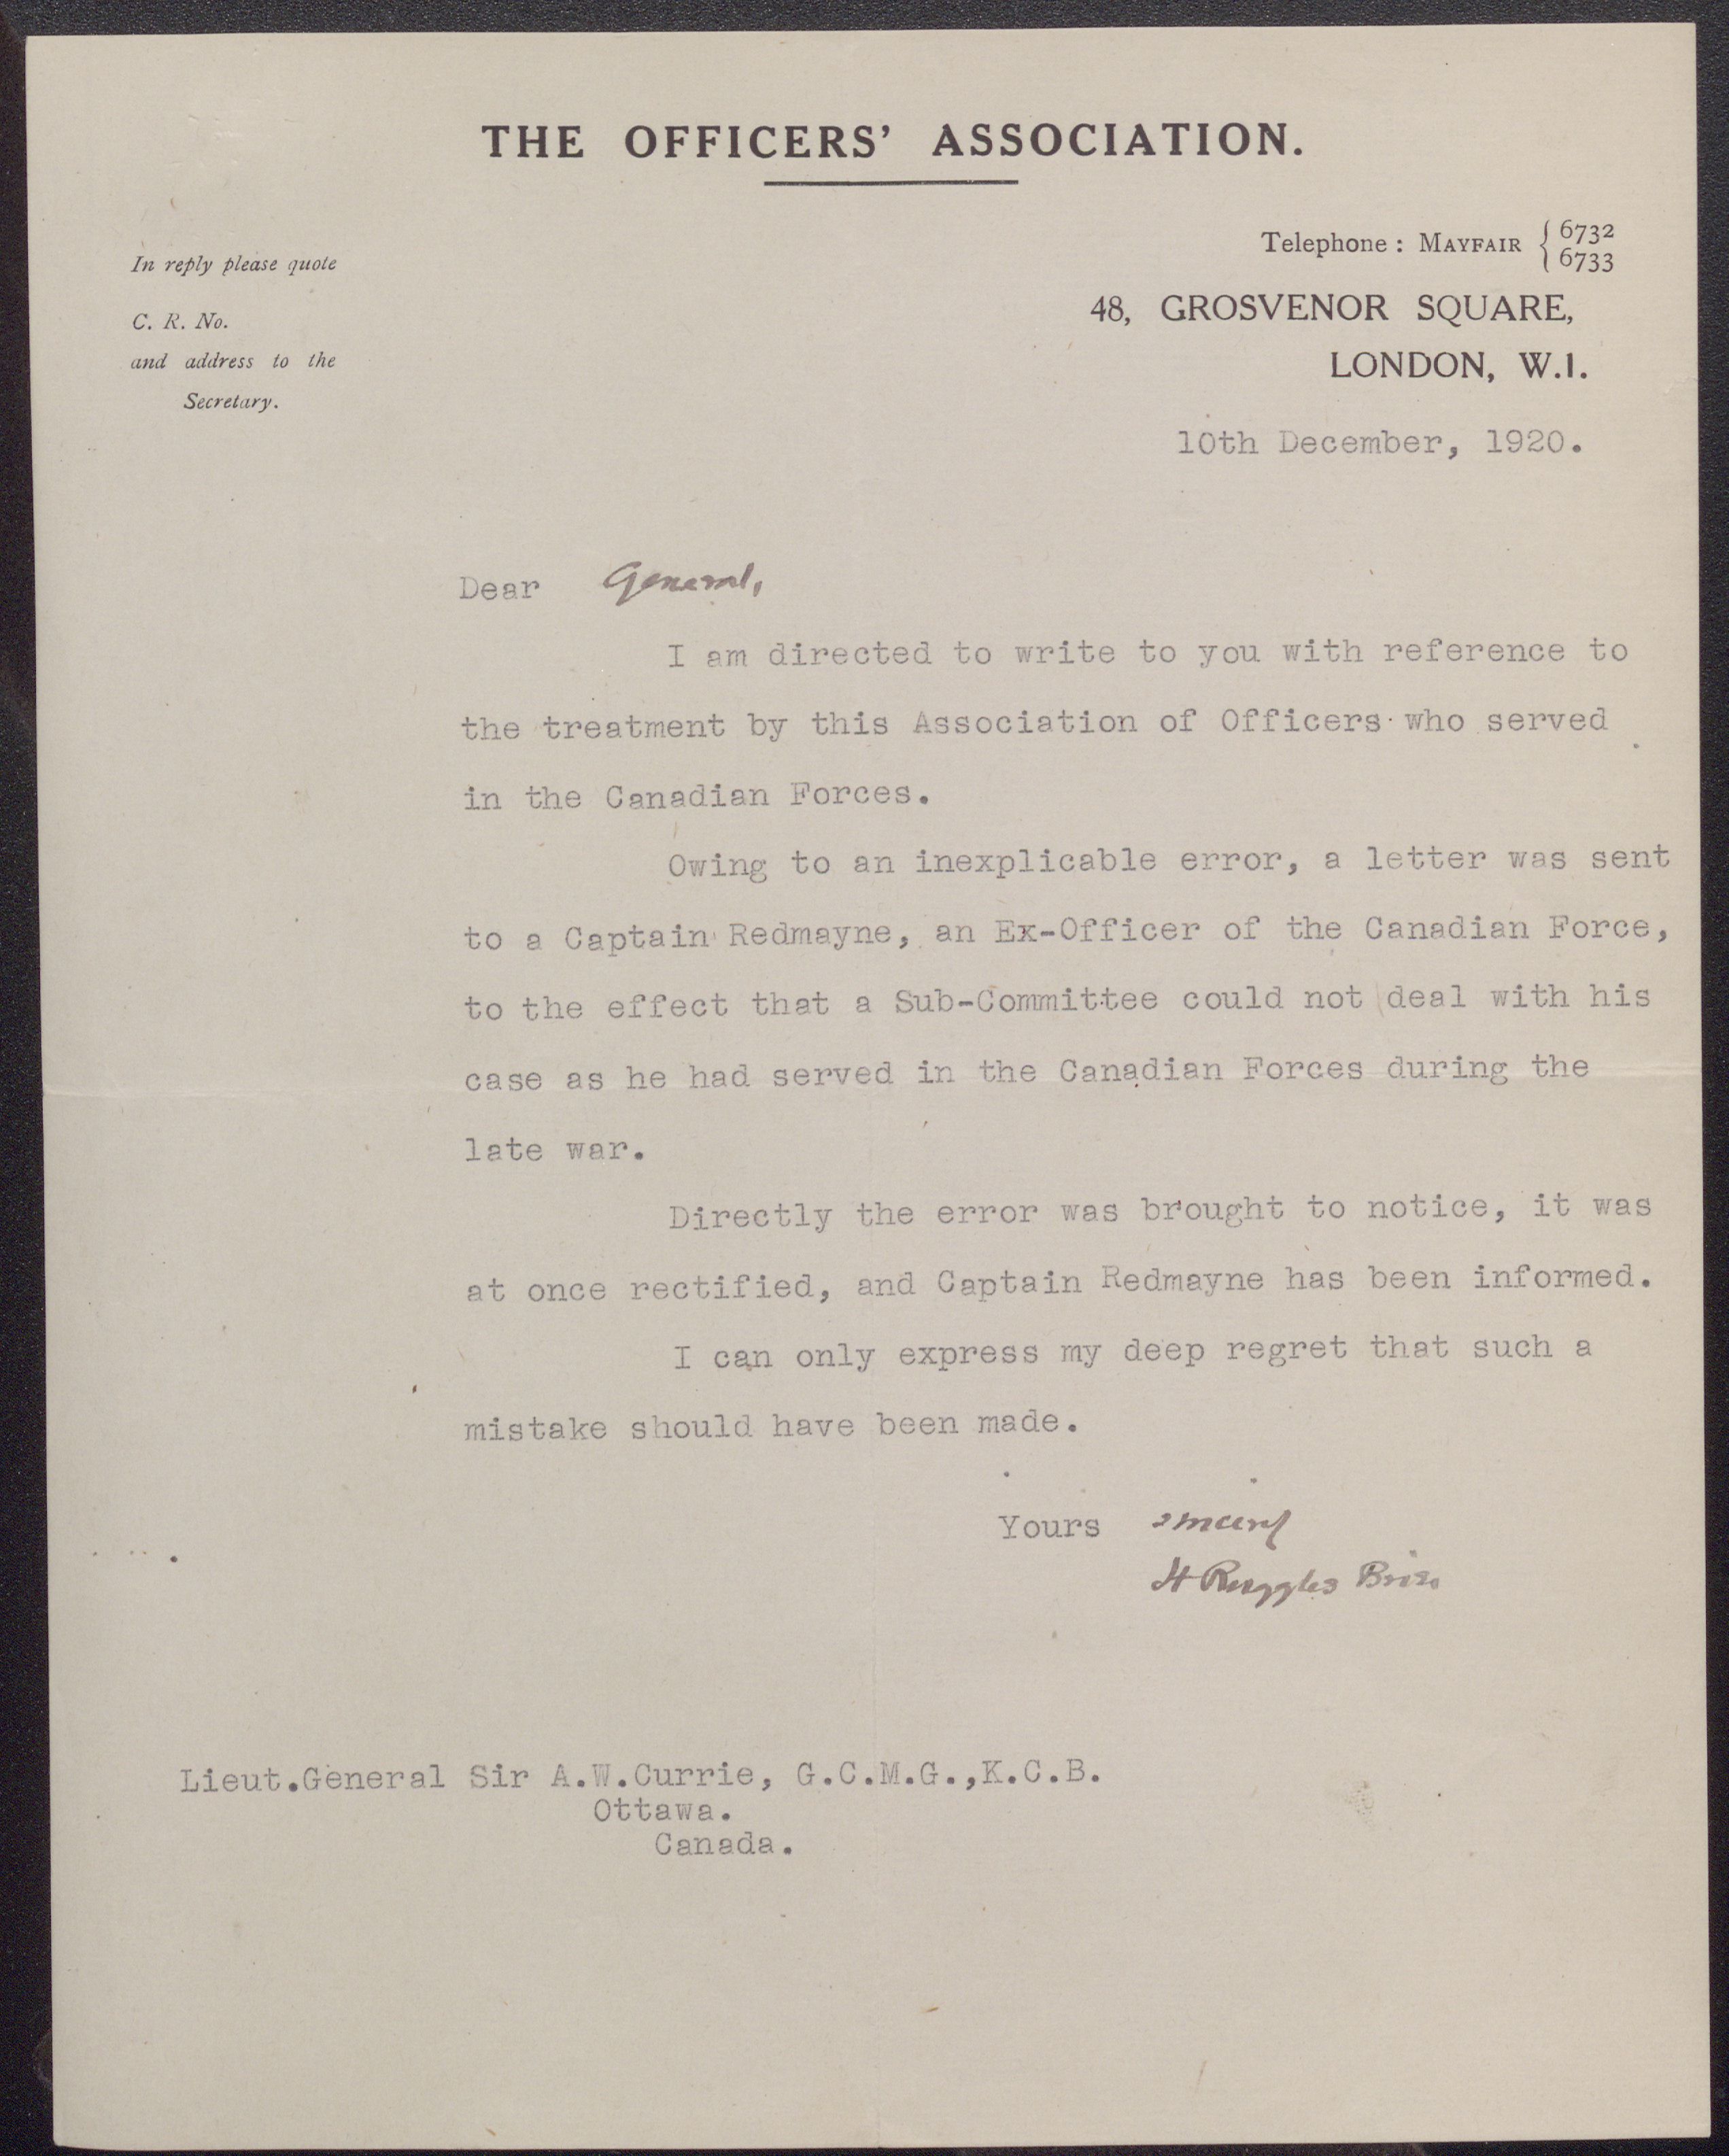 THE OFFICERS' ASSOCIATION.
Telephone : MAYFAIR { 6732
6733
In reply please quote
C. R. No.
and address to the
Secretary.
48, GROSVENOR SQUARE,
LONDON, W.1.
10th December, 1920.
Dear General,
I am directed to write to you with reference to
the treatment by this Association of Officers who served
in the Canadian Forces.
Owing to an inexplicable error, a letter was sent
to a Captain Redmayne, an Ex-Officer of the Canadian Force,
to the effect that a Sub-Committee could not deal with his
case as he had served in the Canadian Forces during the
late war.
Directly the error was brought to notice, it was
at once rectified, and Captain Redmayne has been informed.
I can only express my deep regret that such a
mistake should have been made.
Yours sincerely
H Ruggles Brise
Lieut.General Sir A.W.Currie, G.C.M.G.,K.C.B.
Ottawa.
Canada.